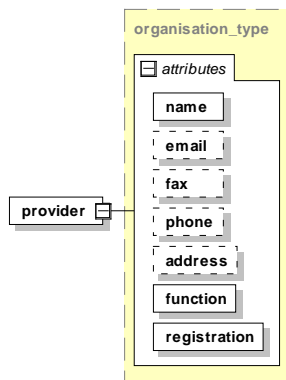 organisation_type
attributes
name
email
fax
phone
provider
address
function
registration